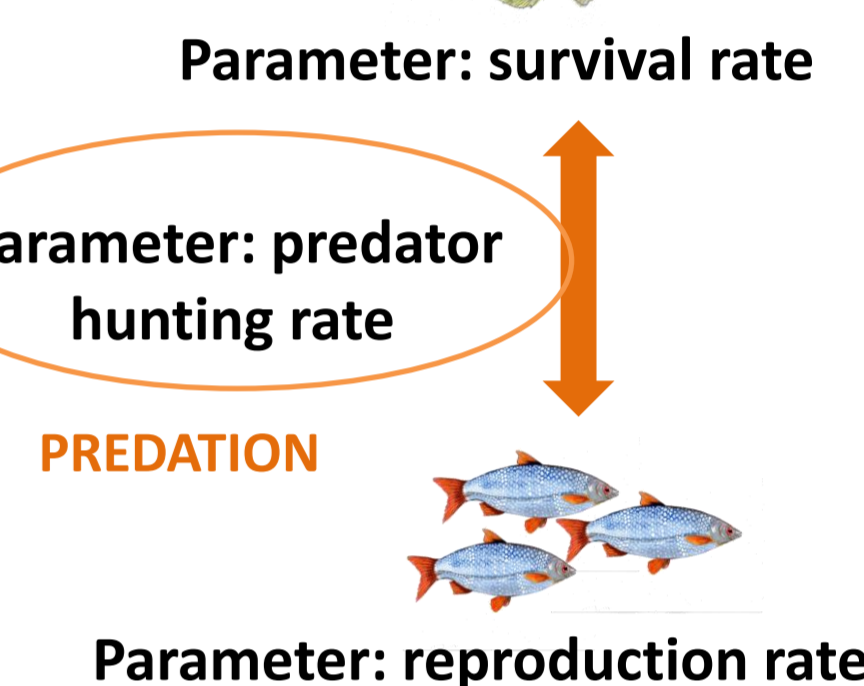 Parameter: survival rate
arameter: predator
hunting rate
PREDATION
Parameter: reproduction rate